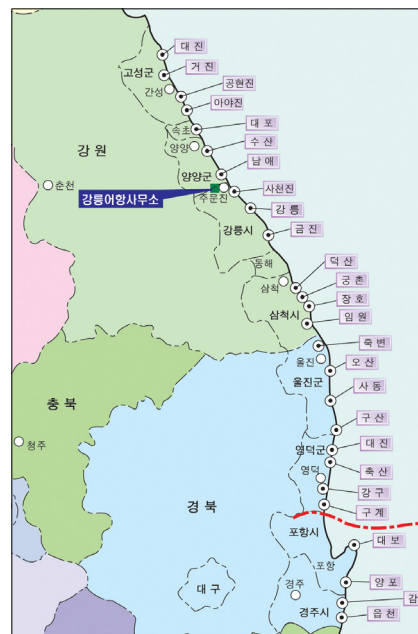 대 진
고성군
거 진
간성
공현진
아야진
속초
대 포
강 원
양양
수 산
남 애
양양군
춘천
사천진
강릉어항사무소
주문진
강 릉
강릉시
금 진
동해
삼척
덕 산
궁 촌
장 호
삼척시
임 원
죽 변
울진
오 산
울진군
사 동
충 북
구 산
청주
영덕군
대 진
축 산
영덕
강 구
경 북
구 계
포항시
대 보
포항
대 구
경주
양 포
감
경주시
읍 천